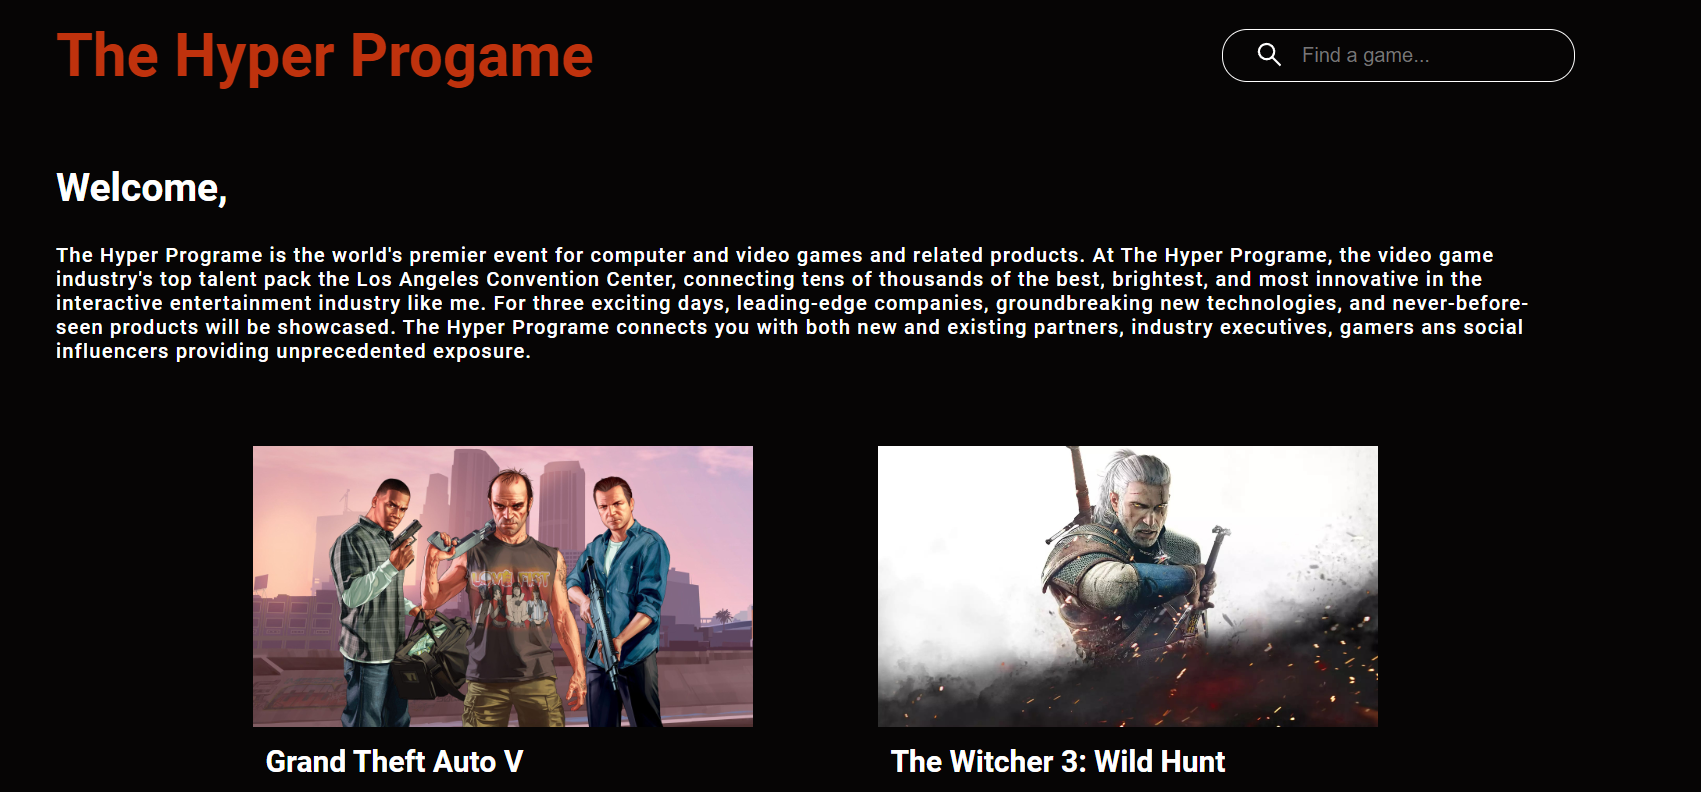 The Hyper Progame
Find a game...
Welcome,
The Hyper Programe is the world's premier event for computer and video games and related products. At The Hyper Programe, the video game
industry's top talent pack the Los Angeles Convention Center, connecting tens of thousands of the best, brightest, and most innovative in the
interactive entertainment industry like me. For three exciting days, leading-edge companies, groundbreaking new technologies, and never-before-
seen products will be showcased. The Hyper Programe connects you with both new and existing partners, industry executives, gamers ans social
influencers providing unprecedented exposure.
Grand Theft Auto V
The Witcher 3: Wild Hunt